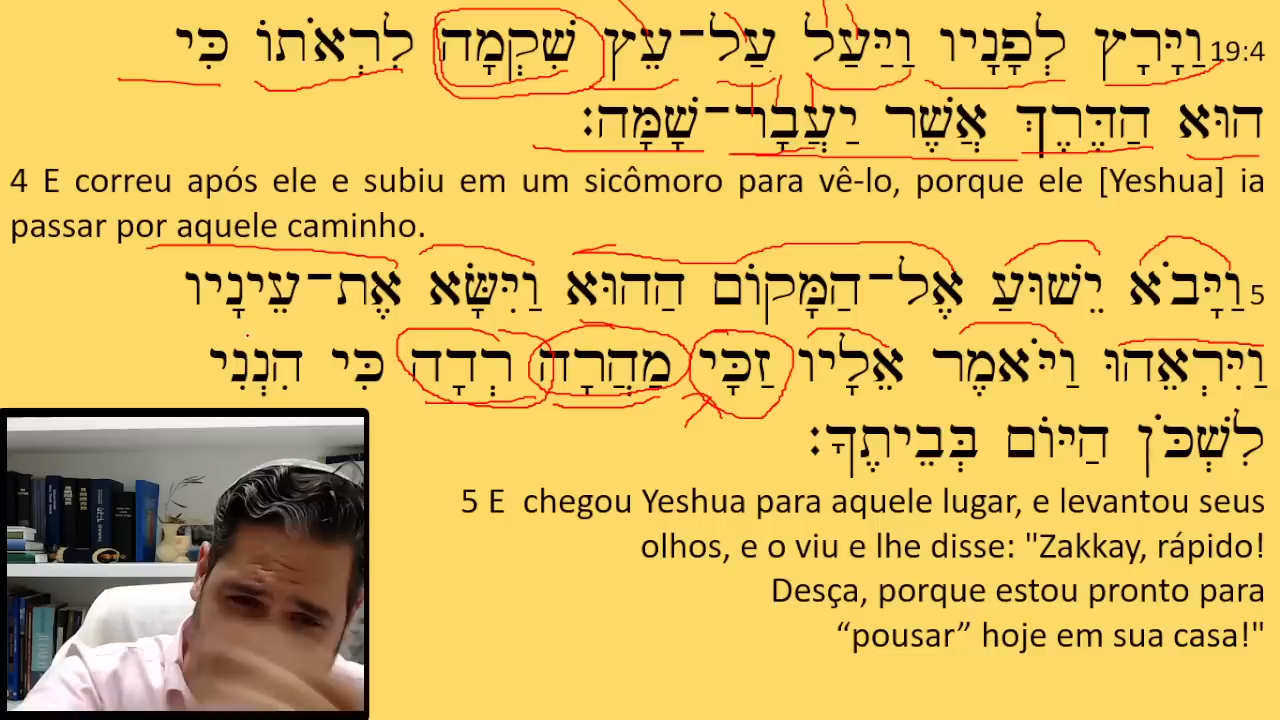 19:4 וַיָּרָץ לְפָנָיו וַיַּעַל עַל־עֵץ שִׁקְמָה לִרְאֹתוֹ כִּי
הוּא הַדֶּרֶךְ אֲשֶׁר יַעֲבָר־שָׁמָּה׃
4 E correu após ele e subiu em um sicômoro para vê-lo, porque ele [Yeshua] ia
passar por aquele caminho.
5 וַיָּבֹא יֵשׁוּעַ אֶל־הַמָּקוֹם הַהוּא וַיִּשָּׂא אֶת־עֵינָיו
וַיִּרְאֵהוּ וַיֹּאמֶר אֵלָיו זַכָּי מַהֲרָה רְדָה כִּי הִנְנִי
לִשְׁכֹּן הַיּוֹם בְּבֵיתֶךָ׃
5 E chegou Yeshua para aquele lugar, e levantou seus
olhos, e o viu e lhe disse: "Zakkay, rápido!
Desça, porque estou pronto para
“pousar” hoje em sua casa!"